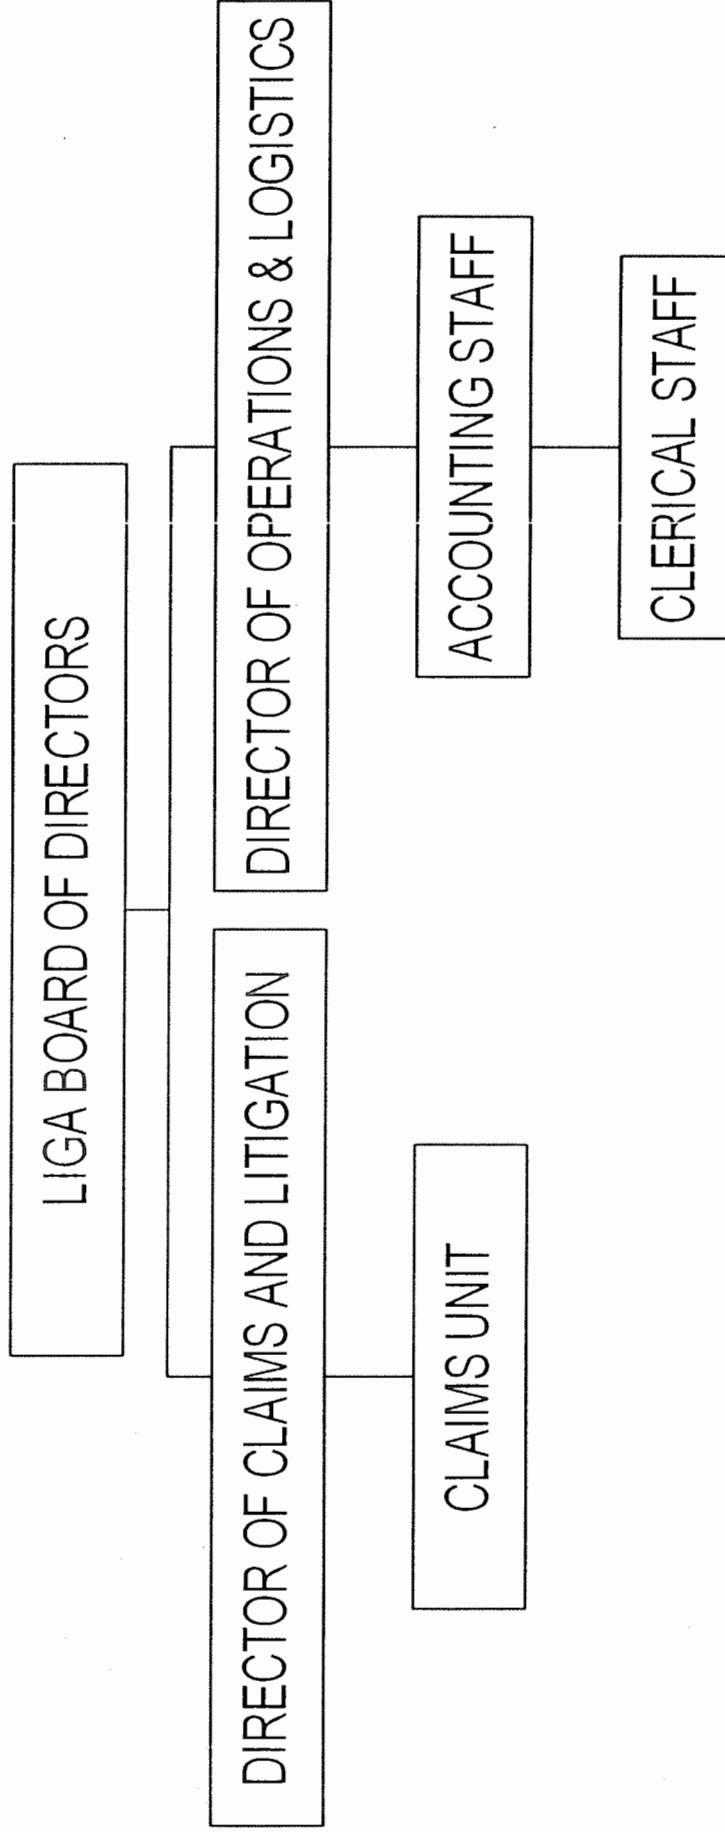 LIGA BOARD OF DIRECTORS
DIRECTOR OF CLAIMS AND LITIGATION
DIRECTOR OF OPERATIONS & LOGISTICS
CLAIMS UNIT
ACCOUNTING STAFF
CLERICAL STAFF